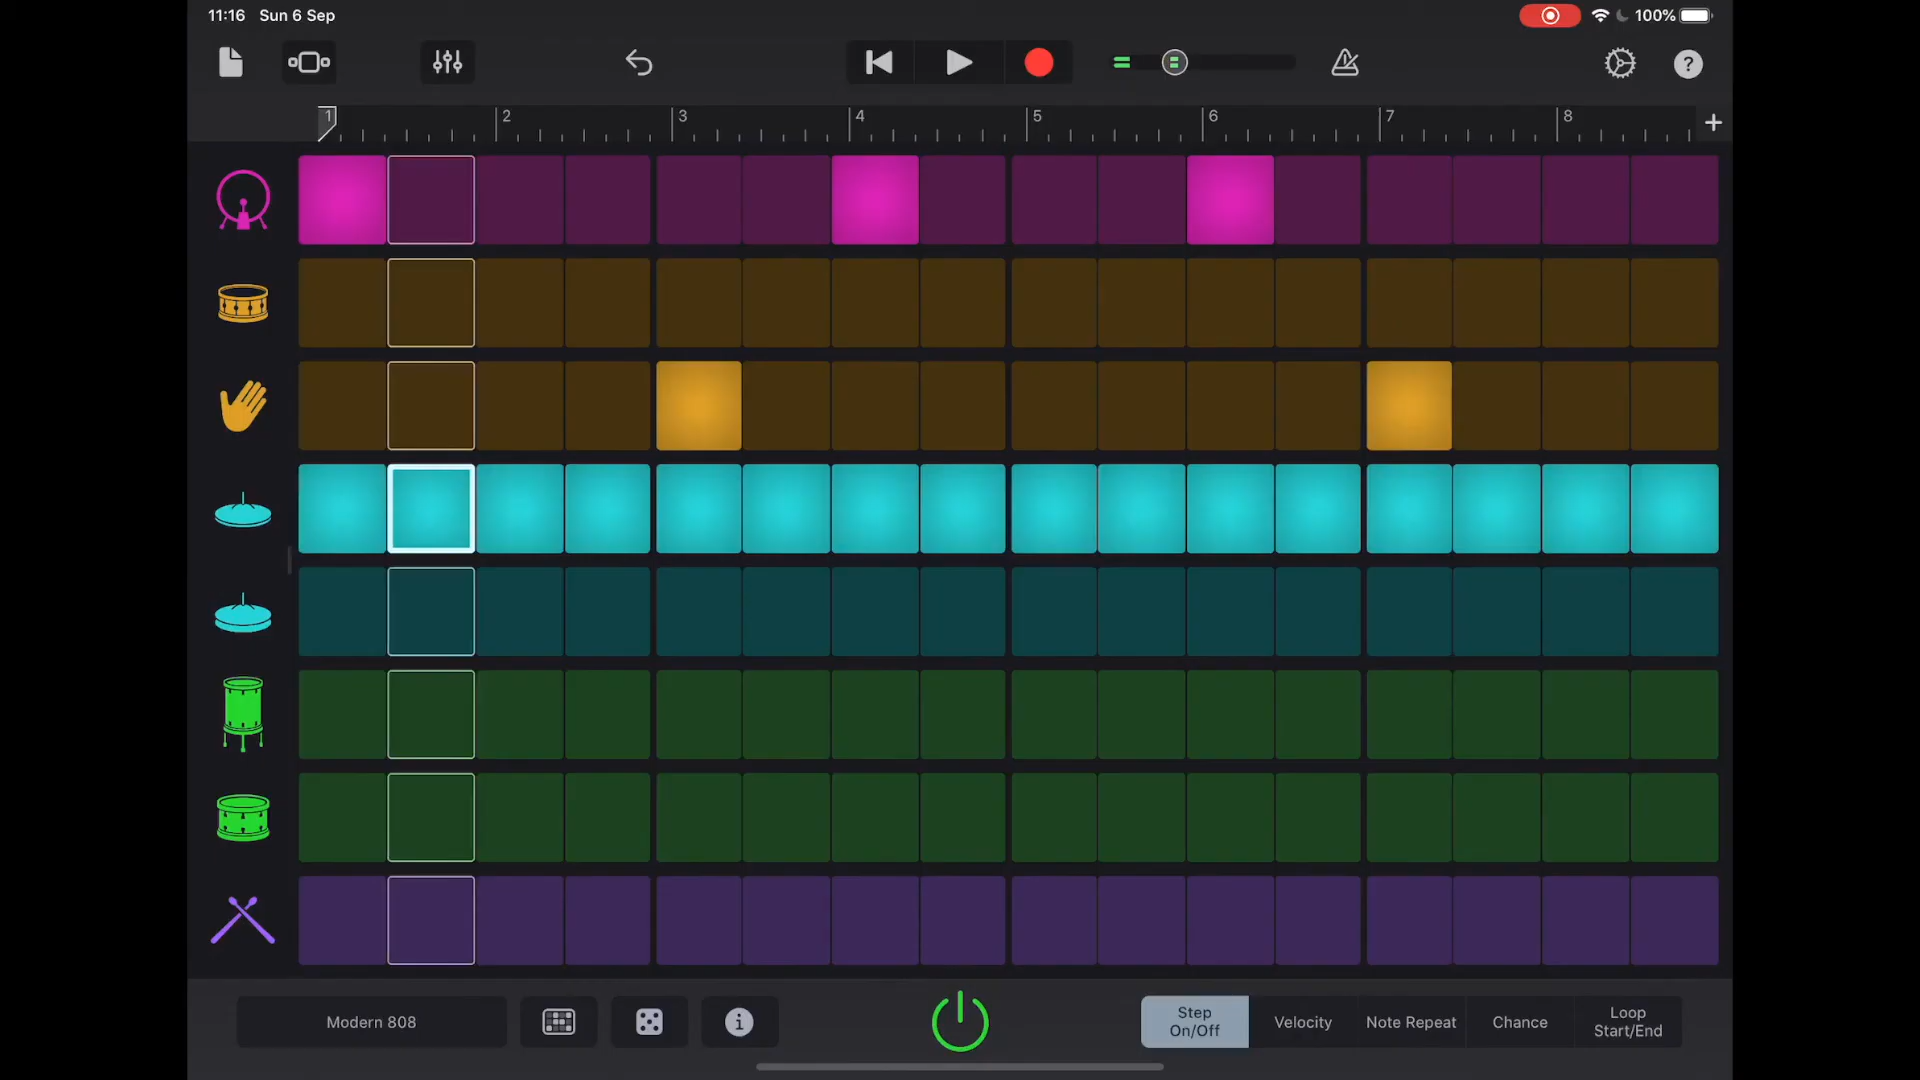 11:16 Sun 6 Sep
100%
?
1 2 3 4 5 6 7 8 +
Modern 808
i
Step
On/Off
Velocity
Note Repeat
Chance
Loop
Start/End